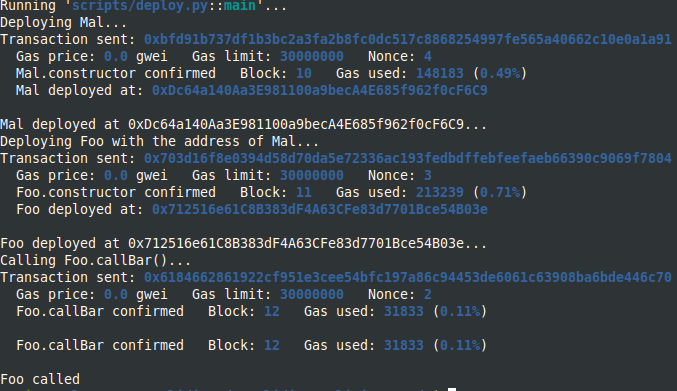 Running 'scripts/deploy.py::main'...
Deploying Mal...
Transaction sent: 0xbfd91b737df1b3bc2a3fa2b8fc0dc517c8868254997fe565a40662c10e0a1a91
Gas price: 0.0 gwei Gas limit: 30000000 Nonce: 4
Mal.constructor confirmed Block: 10 Gas used: 148183 (0.49%)
Mal deployed at: 0xDc64a140Aa3E981100a9becA4E685f962f0cF6C9
Mal deployed at 0xDc64a140Aa3E981100a9becA4E685f962f0cF6C9...
Deploying Foo with the address of Mal...
Transaction sent: 0x703d16f8e0394d58d70da5e72336ac193fedbdffebfeefaeb66390c9069f7804
Gas price: 0.0 gwei Gas limit: 30000000 Nonce: 3
Foo.constructor confirmed Block: 11 Gas used: 213239 (0.71%)
Foo deployed at: 0x712516e61C8B383dF4A63CFe83d7701Bce54B03e
Foo deployed at 0x712516e61C8B383dF4A63CFe83d7701Bce54B03e...
Calling Foo.callBar()...
Transaction sent: 0x6184662861922cf951e3cee54bfc197a86c94453de6061c63908ba6bde446c70
Gas price: 0.0 gwei Gas limit: 30000000 Nonce: 2
Foo.callBar confirmed Block: 12 Gas used: 31833 (0.11%)
Foo.callBar confirmed Block: 12 Gas used: 31833 (0.11%)
Foo called